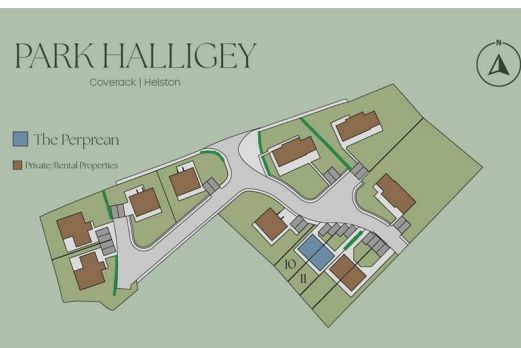 PARK HALLIGEY
Coverack | Helston
N
The Perprean
Private/Rental Properties
10
11